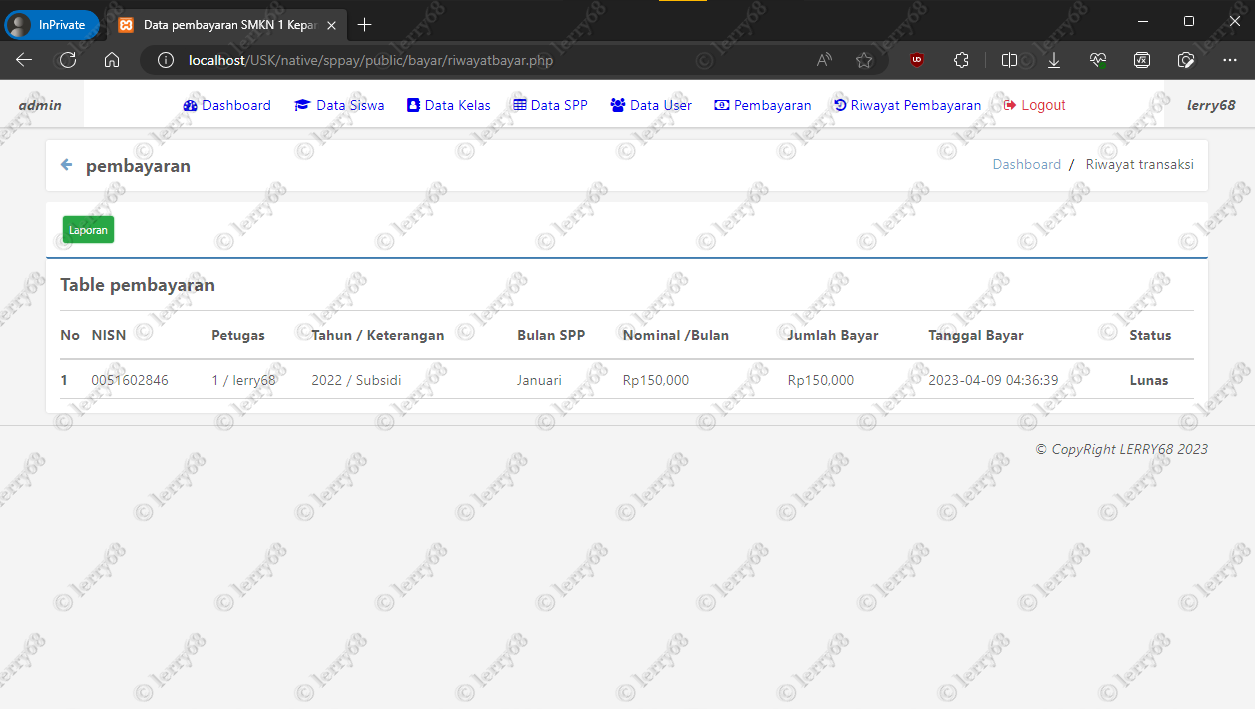 InPrivate
Data pembayaran SMKN 1 Kepan
localhost/USK/native/sppay/public/bayar/riwayatbayar.php
admin Dashboard Data Siswa Data Kelas Data SPP Data User Pembayaran Riwayat Pembayaran Logout lerry68
pembayaran
Dashboard / Riwayat transaksi
Laporan
Table pembayaran
No NISN Petugas Tahun / Keterangan Bulan SPP Nominal /Bulan Jumlah Bayar Tanggal Bayar Status
1 0051602846 1 / lerry68 2022 / Subsidi Januari Rp150,000 Rp150,000 2023-04-09 04:36:39 Lunas
© CopyRight LERRY68 2023
© lerry68